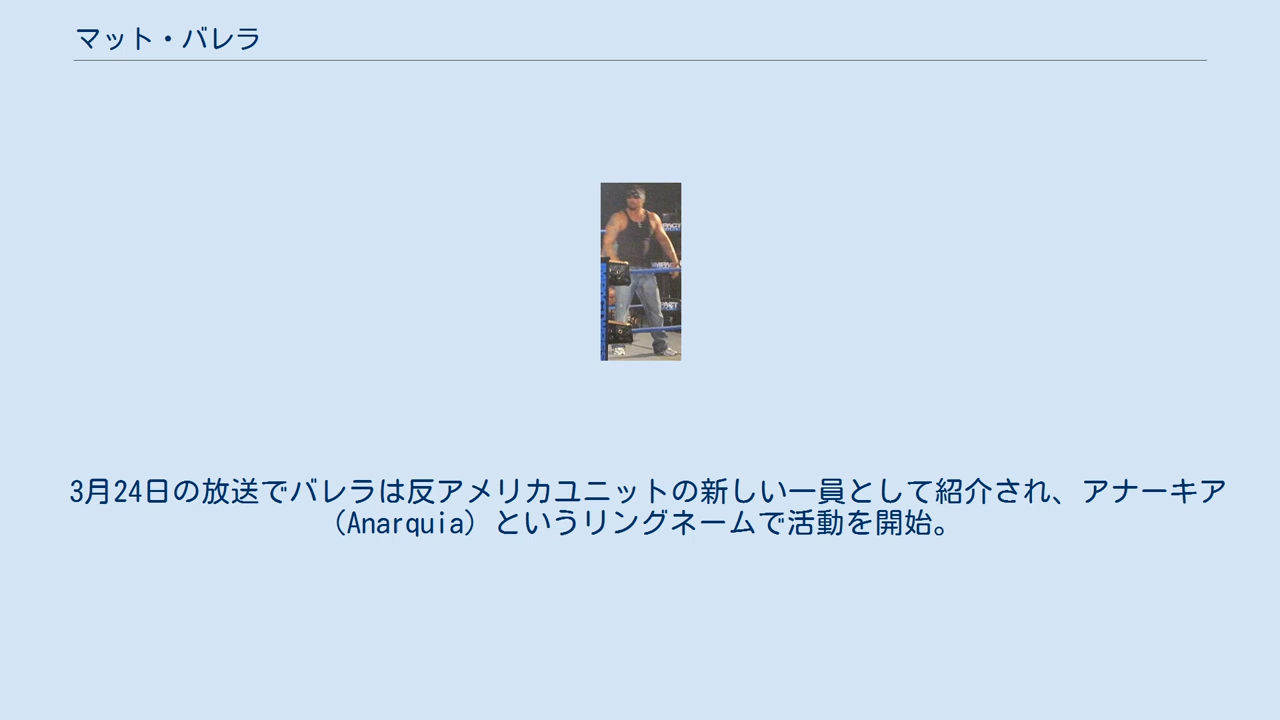 マット・バレラ
3月24日の放送でバレラは反アメリカユニットの新しい一員として紹介され、アナーキア
（Anarquia）というリングネームで活動を開始。